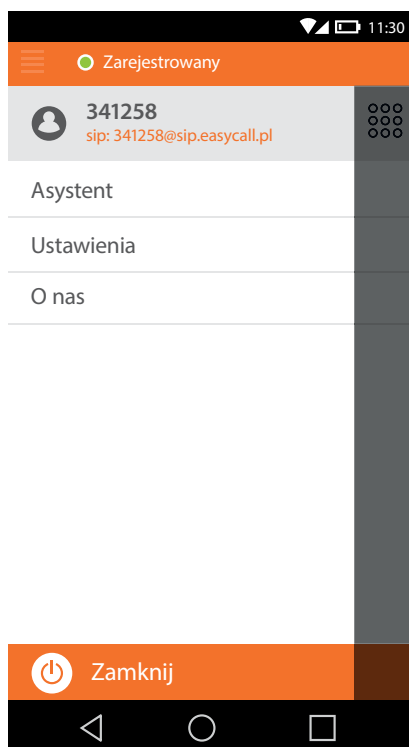 11:30
Zarejestrowany
341258
sip: 341258@sip.easycall.pl
Asystent
Ustawienia
O nas
Zamknij